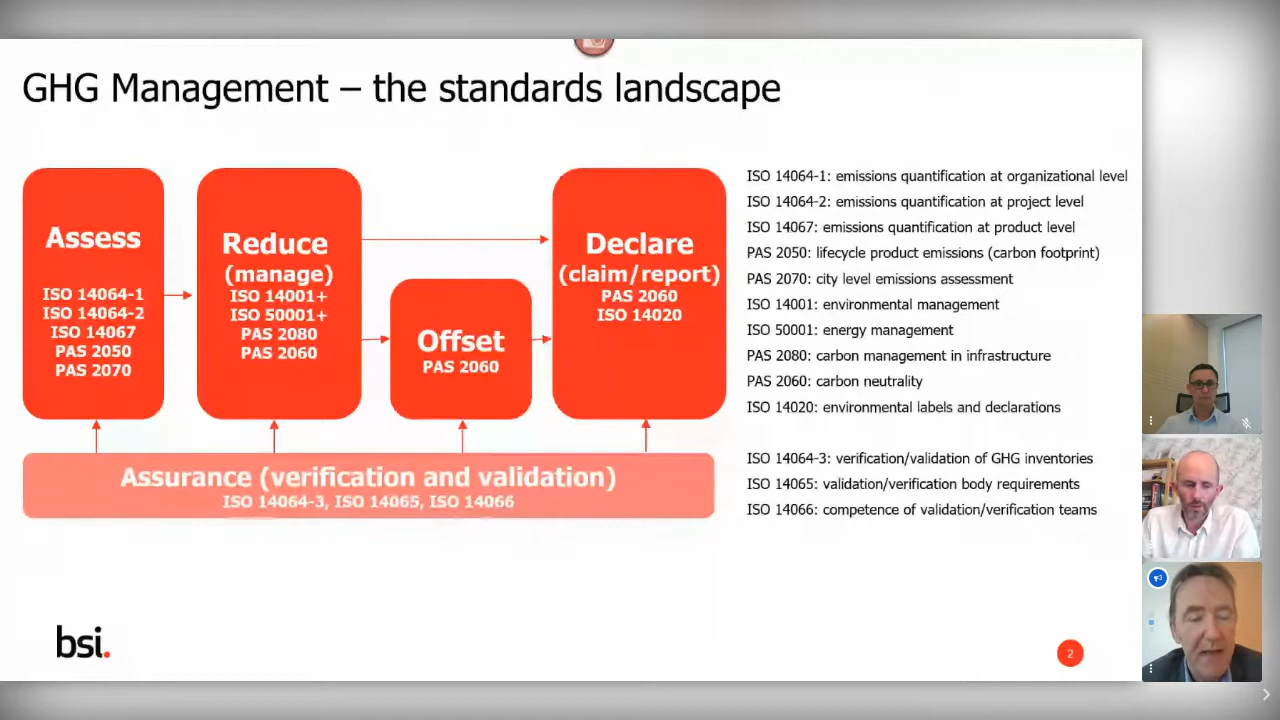 GHG Management – the standards landscape
Assess
ISO 14064-1
ISO 14064-2
ISO 14067
PAS 2050
PAS 2070
Reduce
(manage)
ISO 14001+
ISO 50001+
PAS 2080
PAS 2060
Offset
PAS 2060
Declare
(claim/report)
PAS 2060
ISO 14020
Assurance (verification and validation)
ISO 14064-3, ISO 14065, ISO 14066
ISO 14064-1: emissions quantification at organizational level
ISO 14064-2: emissions quantification at project level
ISO 14067: emissions quantification at product level
PAS 2050: lifecycle product emissions (carbon footprint)
PAS 2070: city level emissions assessment
ISO 14001: environmental management
ISO 50001: energy management
PAS 2080: carbon management in infrastructure
PAS 2060: carbon neutrality
ISO 14020: environmental labels and declarations
ISO 14064-3: verification/validation of GHG inventories
ISO 14065: validation/verification body requirements
ISO 14066: competence of validation/verification teams
bsi.
2